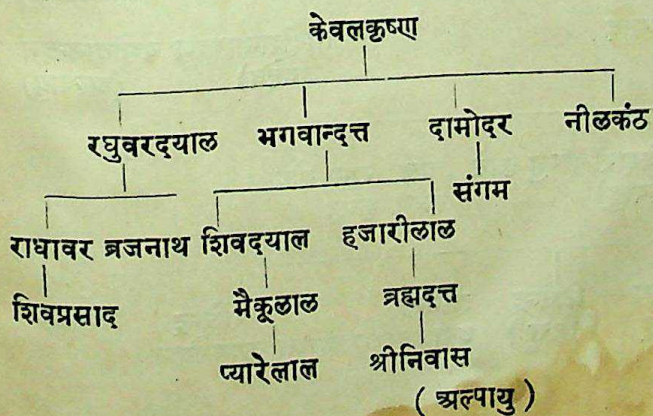 केवलकृष्ण
रघुवरदयाल भगवान्दत्त दामोदर नीलकंठ
संगम
राधावर ब्रजनाथ शिवदयाल हजारीलाल
शिवप्रसाद मैकूलाल ब्रह्मदत्त
प्यारेलाल श्रीनिवास
( अल्पायु )